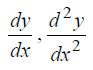 dy/dx , d²y/dx²